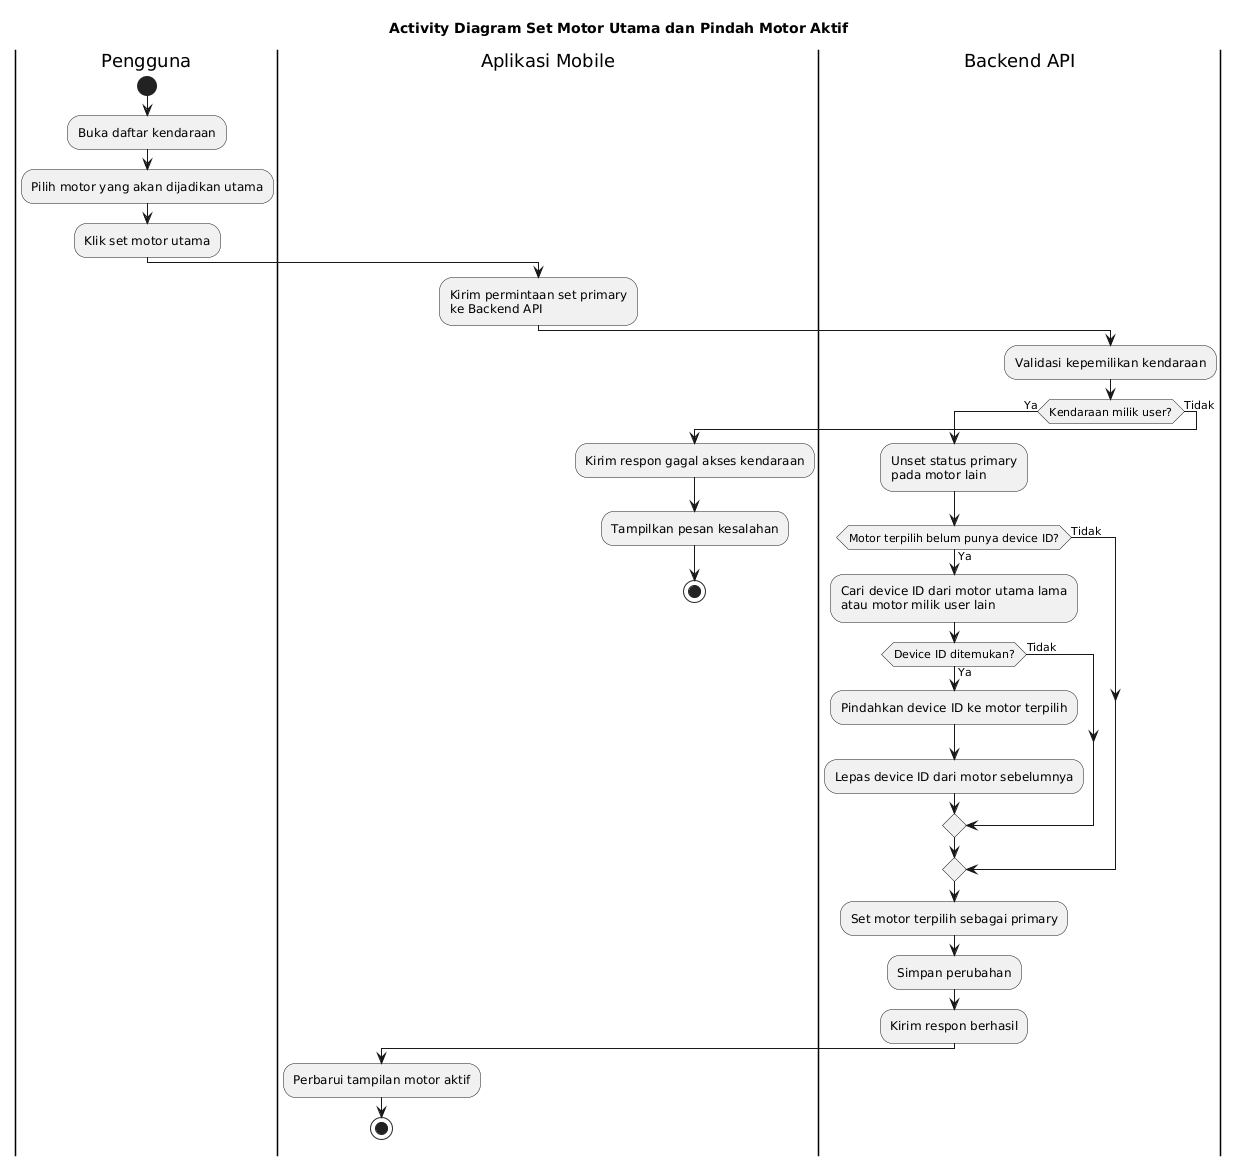 Activity Diagram Set Motor Utama dan Pindah Motor Aktif
Pengguna
Aplikasi Mobile
Backend API
Buka daftar kendaraan
Pilih motor yang akan dijadikan utama
Klik set motor utama
Kirim permintaan set primary
ke Backend API
Validasi kepemilikan kendaraan
Ya
Kendaraan milik user?
Tidak
Kirim respon gagal akses kendaraan
Tampilkan pesan kesalahan
Unset status primary
pada motor lain
Motor terpilih belum punya device ID?
Tidak
Ya
Cari device ID dari motor utama lama
atau motor milik user lain
Device ID ditemukan?
Tidak
Ya
Pindahkan device ID ke motor terpilih
Lepas device ID dari motor sebelumnya
Set motor terpilih sebagai primary
Simpan perubahan
Kirim respon berhasil
Perbarui tampilan motor aktif